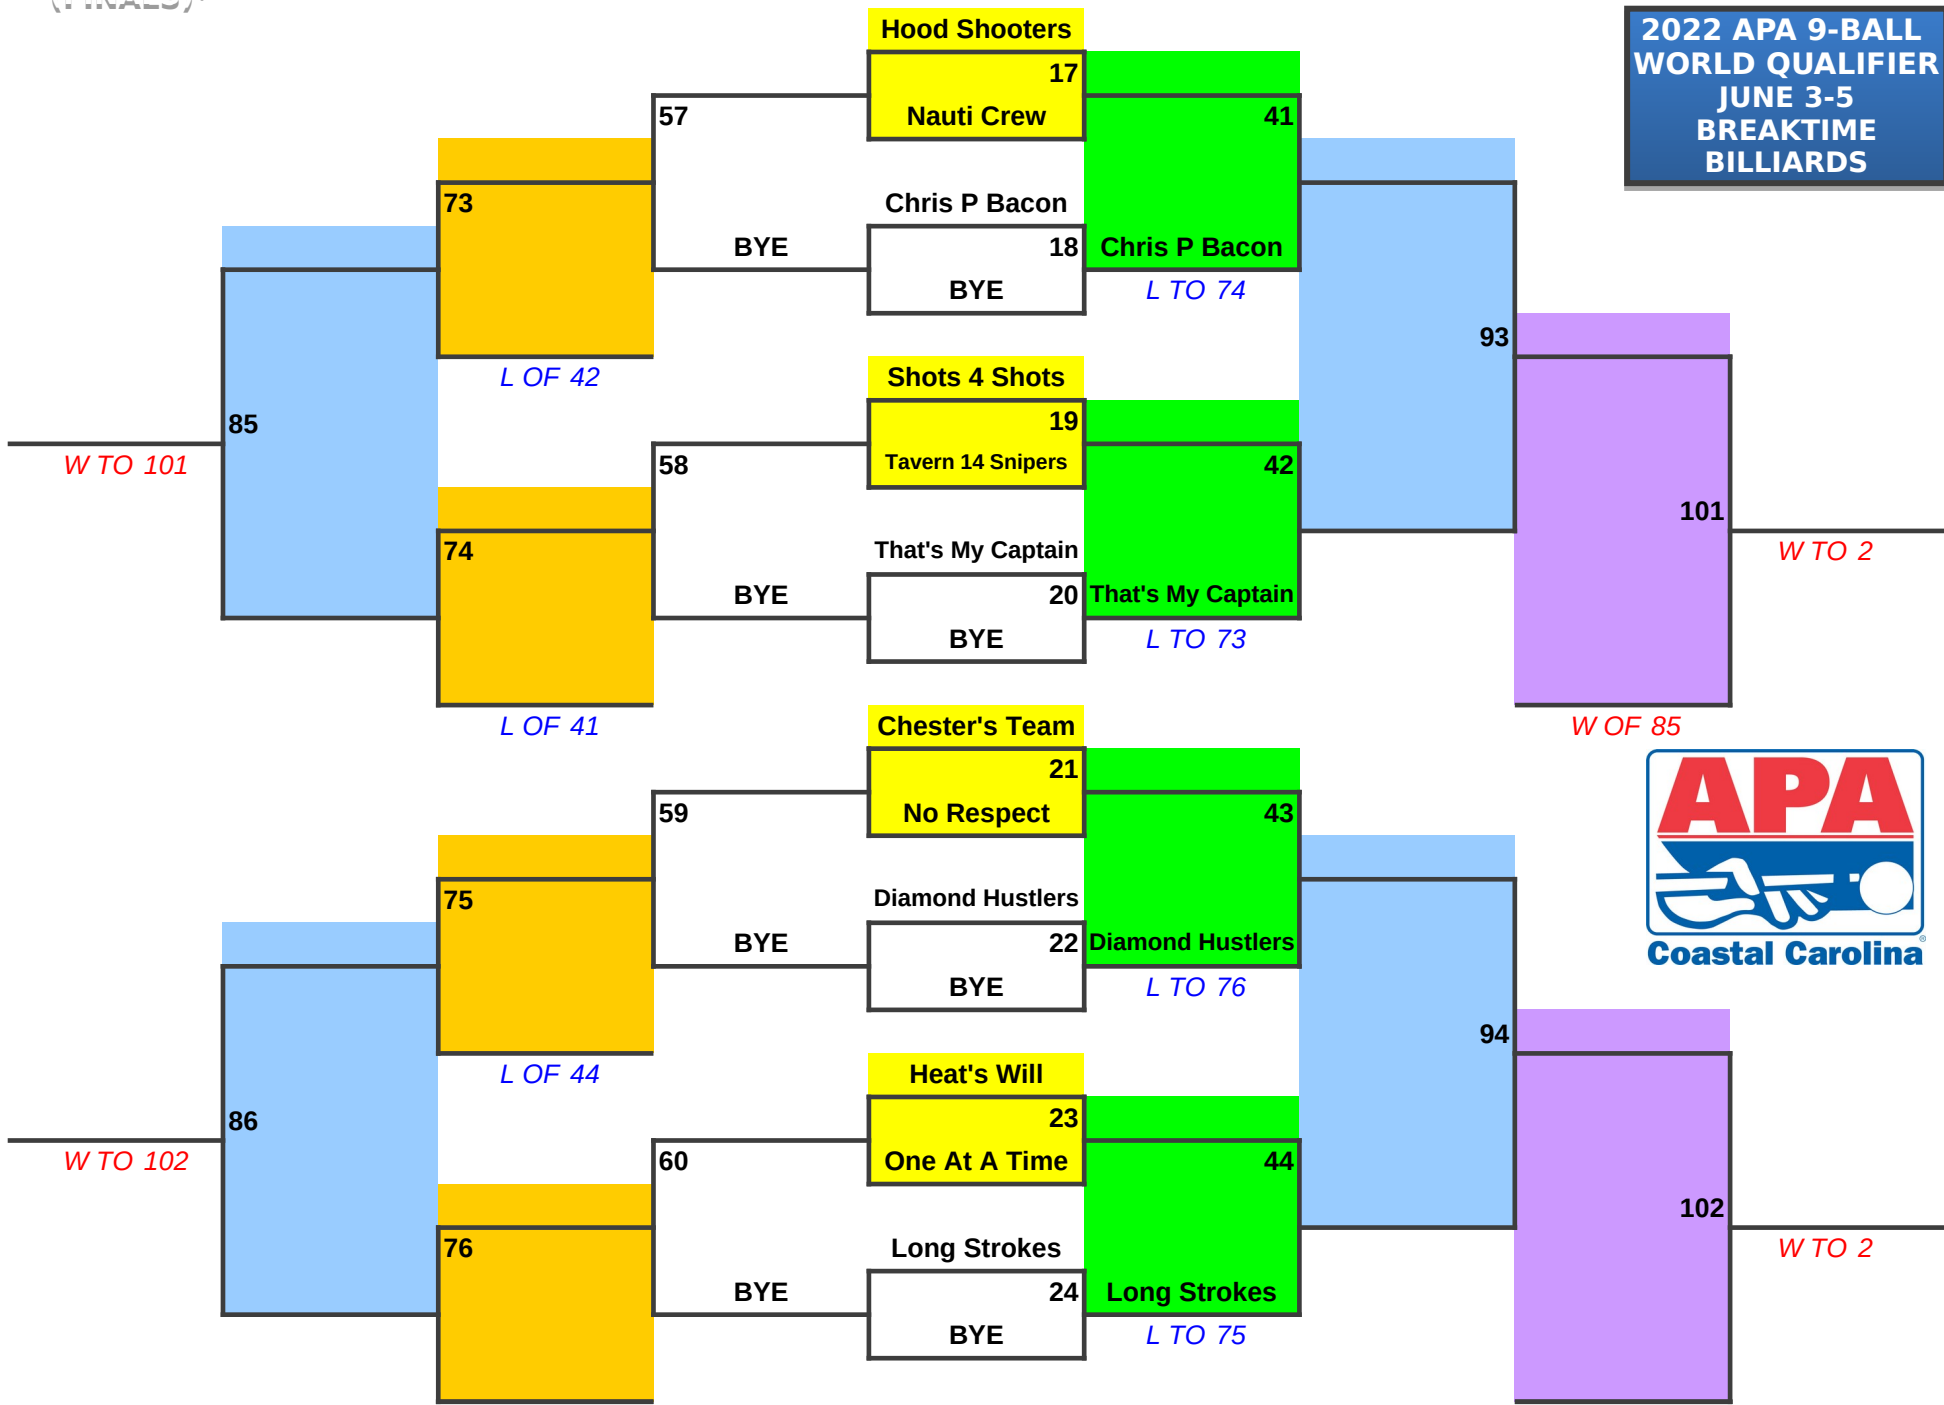 (FINALS)
Hood Shooters
2022 APA 9-BALL
WORLD QUALIFIER
JUNE 3-5
BREAKTIME
BILLIARDS
17
57
Nauti Crew
41
73
Chris P Bacon
BYE
18
Chris P Bacon
BYE
L TO 74
93
L OF 42
Shots 4 Shots
85
19
W TO 101
58
Tavern 14 Snipers
42
101
74
That's My Captain
W TO 2
BYE
20
That's My Captain
BYE
L TO 73
L OF 41
Chester's Team
W OF 85
21
59
No Respect
43
APA
Coastal Carolina®
75
Diamond Hustlers
BYE
22
Diamond Hustlers
BYE
L TO 76
94
L OF 44
Heat's Will
86
23
W TO 102
60
One At A Time
44
102
76
Long Strokes
W TO 2
BYE
24
Long Strokes
BYE
L TO 75